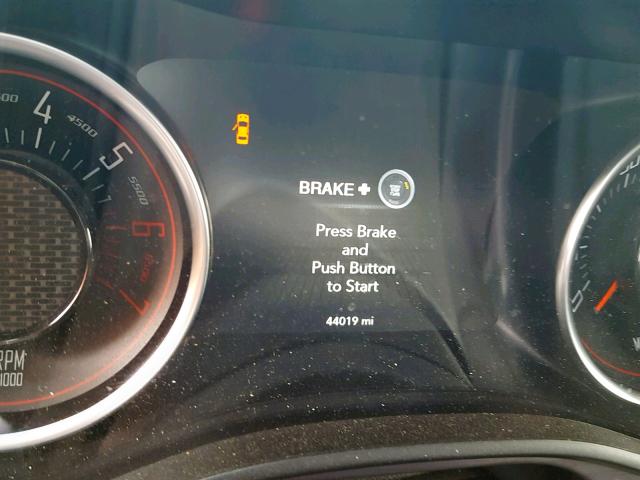 4
4500
5
5500
BRAKE +
6
Press Brake
and
Push Button
to Start
7
44019 mi
RPM
1000